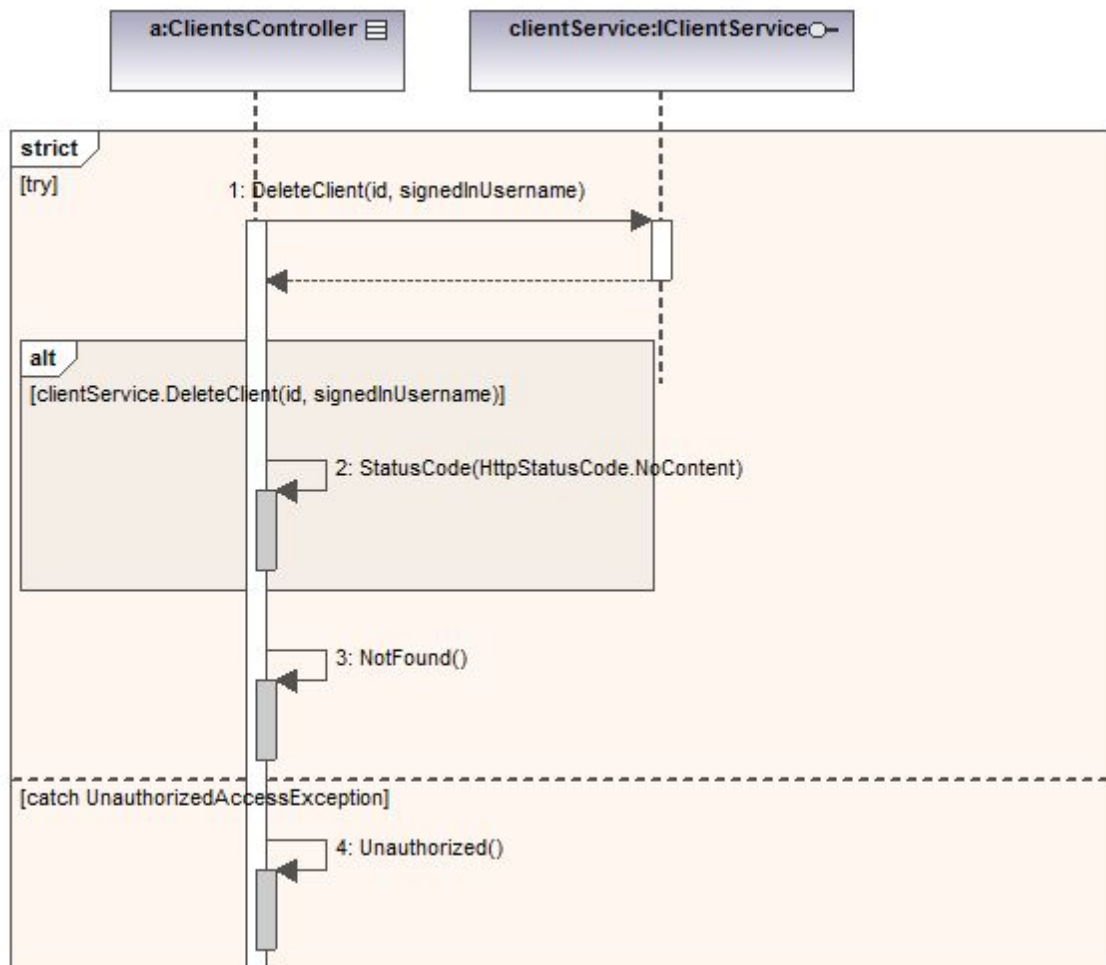 a:ClientsController
clientService:IClientService
strict
[try]
1: DeleteClient(id, signedInUsername)
alt
[clientService.DeleteClient(id, signedInUsername)]
2: StatusCode(HttpStatusCode.NoContent)
3: NotFound()
[catch UnauthorizedAccessException]
4: Unauthorized()